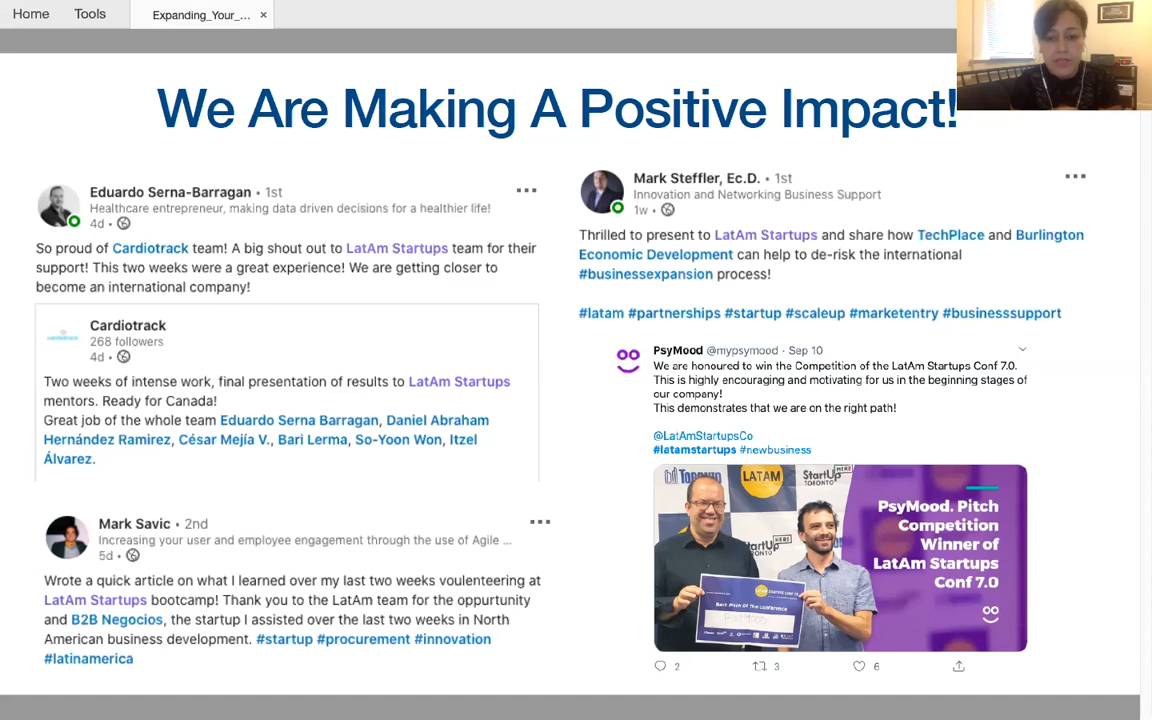 Home Tools Expanding_Your_... ×
We Are Making A Positive Impact!
Eduardo Serna-Barragan • 1st
Healthcare entrepreneur, making data driven decisions for a healthier life!
4d •
So proud of Cardiotrack team! A big shout out to LatAm Startups team for their
support! This two weeks were a great experience! We are getting closer to
become an international company!
Cardiotrack
268 followers
4d •
Two weeks of intense work, final presentation of results to LatAm Startups
mentors. Ready for Canada!
Great job of the whole team Eduardo Serna Barragan, Daniel Abraham
Hernández Ramirez, César Mejía V., Bari Lerma, So-Yoon Won, Itzel
Álvarez.
Mark Savic • 2nd
Increasing your user and employee engagement through the use of Agile ...
5d •
Wrote a quick article on what I learned over my last two weeks voulenteering at
LatAm Startups bootcamp! Thank you to the LatAm team for the oppurtunity
and B2B Negocios, the startup I assisted over the last two weeks in North
American business development. #startup #procurement #innovation
#latinamerica
Mark Steffler, Ec.D. • 1st
Innovation and Networking Business Support
1w •
Thrilled to present to LatAm Startups and share how TechPlace and Burlington
Economic Development can help to de-risk the international
#businessexpansion process!
#latam #partnerships #startup #scaleup #marketentry #businesssupport
PsyMood @mypsymood · Sep 10
We are honoured to win the Competition of the LatAm Startups Conf 7.0.
This is highly encouraging and motivating for us in the beginning stages of
our company!
This demonstrates that we are on the right path!
@LatAmStartupsCo
#latamstartups #newbusiness
Toronto
LATAM
StartUp HERE
TORONTO
StartUp HERE
Best Pitch Of The Conference
PsyMood. Pitch
Competition
Winner of
LatAm Startups
Conf 7.0
2 3 6